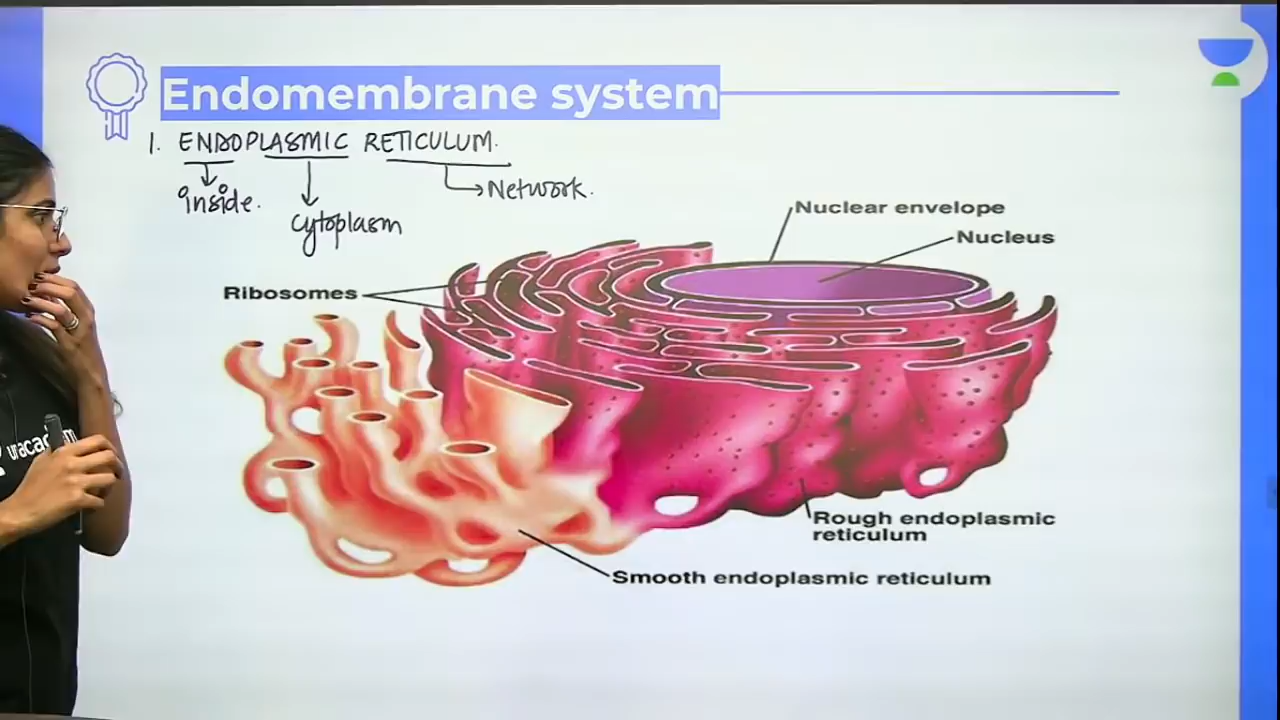 Endomembrane system
1. ENDOPLASMIC RETICULUM.
inside.
cytoplasm
Network.
Nuclear envelope
Nucleus
Ribosomes
Rough endoplasmic
reticulum
Smooth endoplasmic reticulum